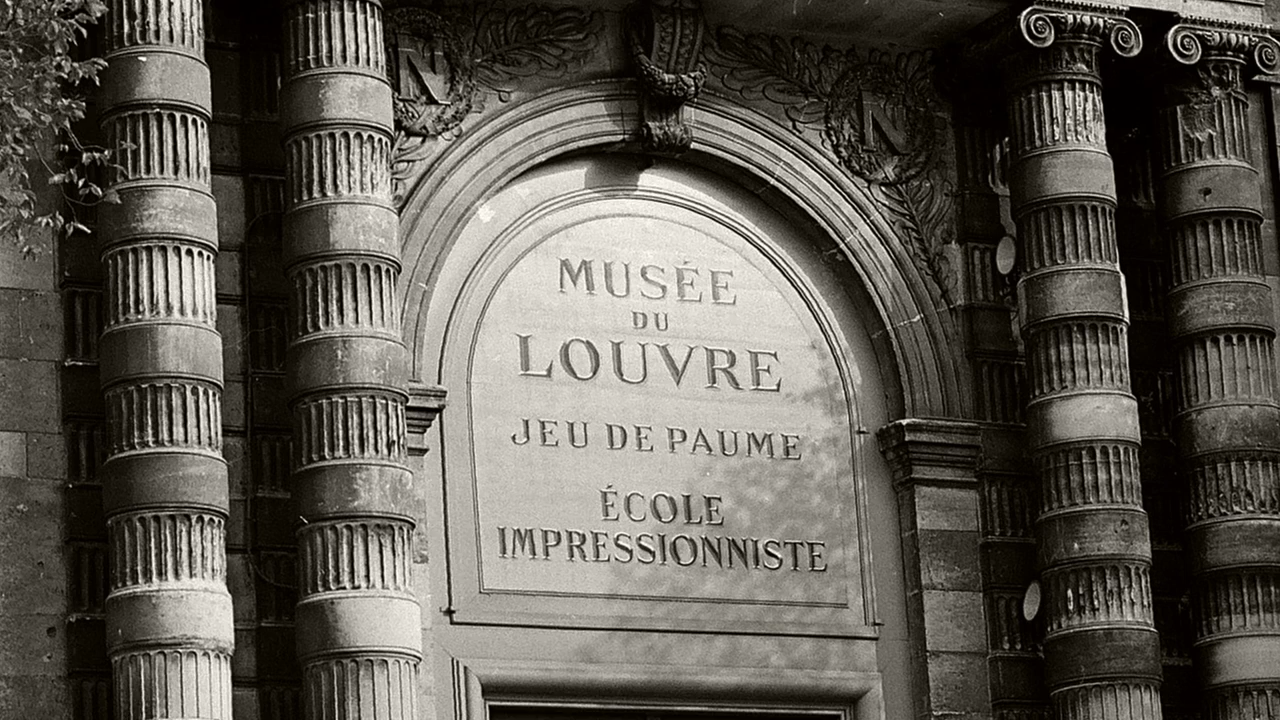 N N
MUSÉE
DU
LOUVRE
JEU DE PAUME
ÉCOLE
IMPRESSIONNISTE